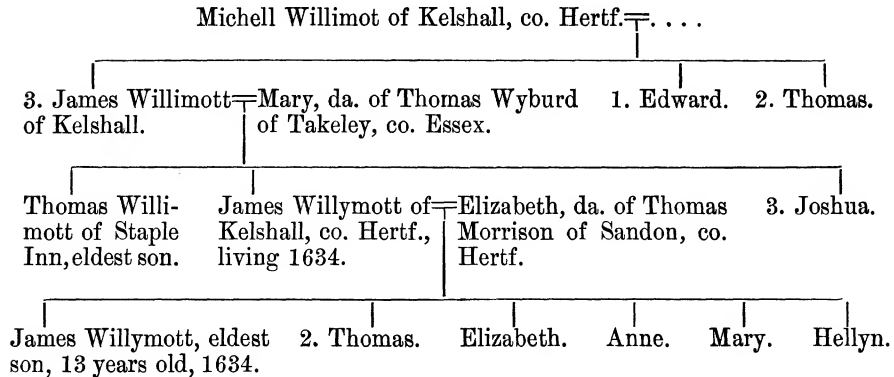 Michell Willimot of Kelshall, co. Hertf.=. . . .
3. James Willimott=Mary, da. of Thomas Wyburd 1. Edward. 2. Thomas.
of Kelshall. of Takeley, co. Essex.
Thomas Willi- James Willymott of=Elizabeth, da. of Thomas 3. Joshua.
mott of Staple Kelshall, co. Hertf., Morrison of Sandon, co.
Inn, eldest son. living 1634. Hertf.
James Willymott, eldest 2. Thomas. Elizabeth. Anne. Mary. Hellyn.
son, 13 years old, 1634.